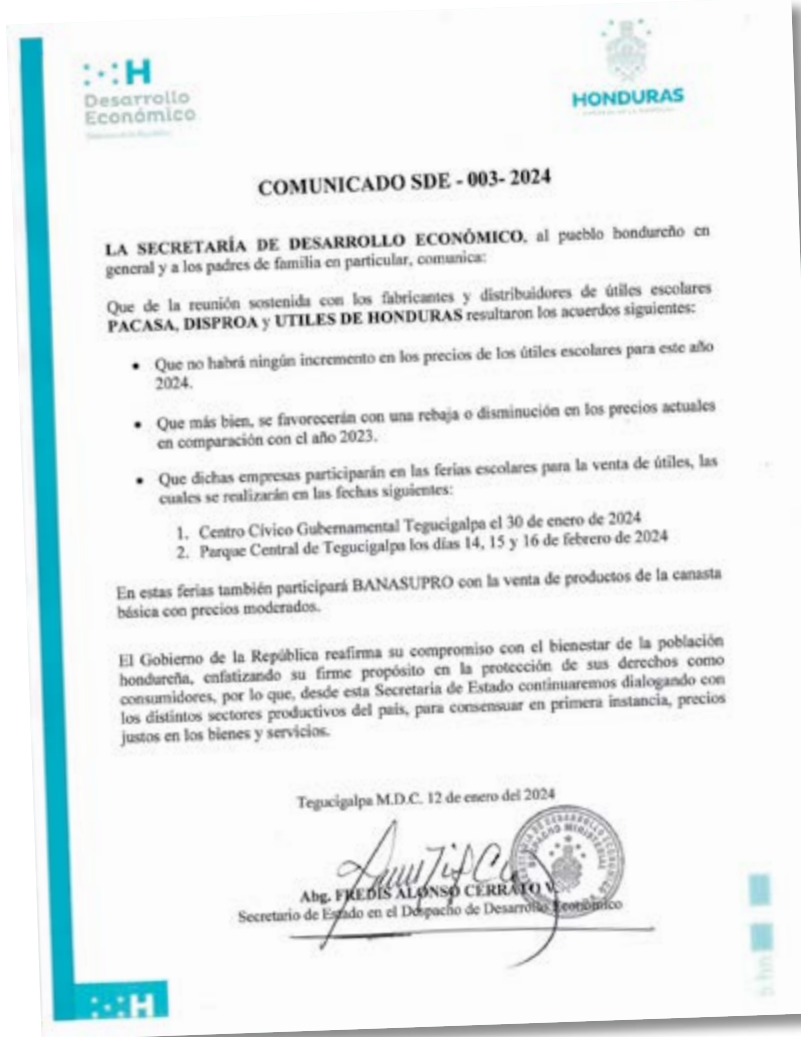 H
Desarrollo
Económico
HONDURAS
COMUNICADO SDE - 003- 2024
LA SECRETARÍA DE DESARROLLO ECONÓMICO, al pueblo hondureño en
general y a los padres de familia en particular, comunica:
Que de la reunión sostenida con los fabricantes y distribuidores de útiles escolares
PACASA, DISPROA y UTILES DE HONDURAS resultaron los acuerdos siguientes:
• Que no habrá ningún incremento en los precios de los útiles escolares para este año
2024.
• Que más bien, se favorecerán con una rebaja o disminución en los precios actuales
en comparación con el año 2023.
• Que dichas empresas participarán en las ferias escolares para la venta de útiles, las
cuales se realizarán en las fechas siguientes:
1. Centro Cívico Gubernamental Tegucigalpa el 30 de enero de 2024
2. Parque Central de Tegucigalpa los días 14, 15 y 16 de febrero de 2024
En estas ferias también participará BANASUPRO con la venta de productos de la canasta
básica con precios moderados.
El Gobierno de la República reafirma su compromiso con el bienestar de la población
hondureña, enfatizando su firme propósito en la protección de sus derechos como
consumidores, por lo que, desde esta Secretaria de Estado continuaremos dialogando con
los distintos sectores productivos del país, para consensuar en primera instancia, precios
justos en los bienes y servicios.
Tegucigalpa M.D.C. 12 de enero del 2024
Abg. FREDIS ALONSO CERRATO V.
Secretario de Estado en el Despacho de Desarrollo Económico
H